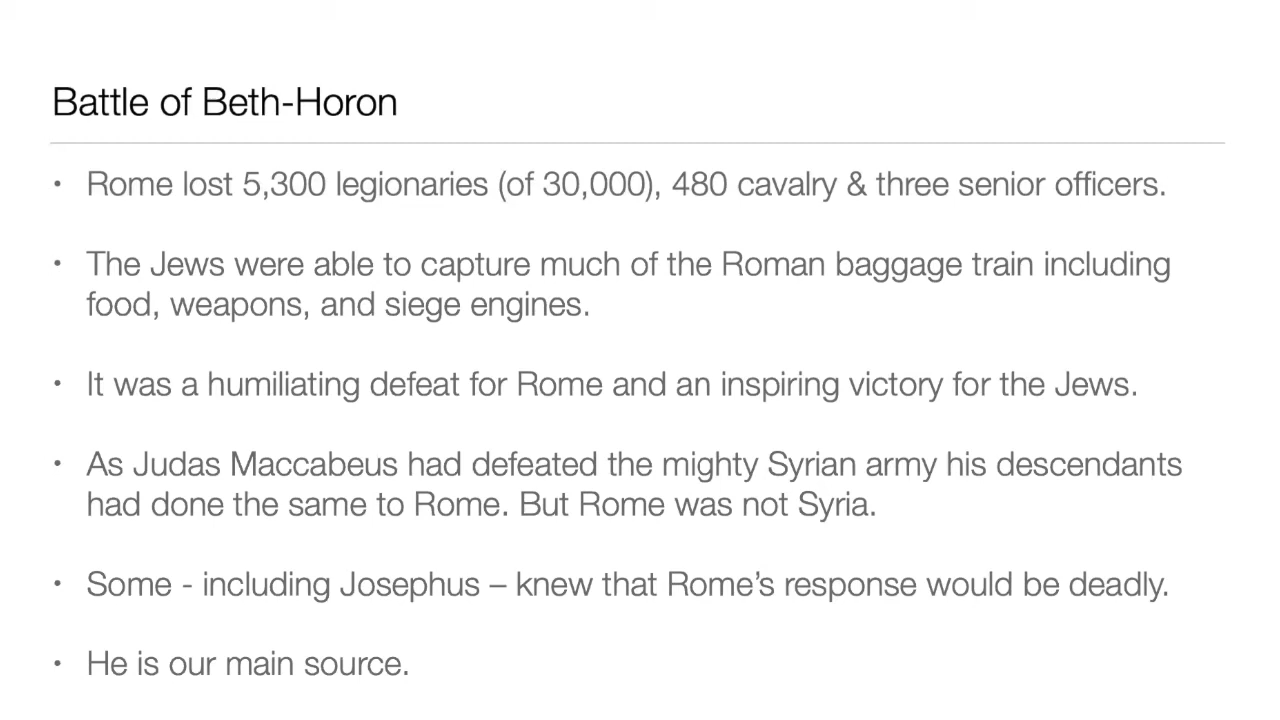 Battle of Beth-Horon
• Rome lost 5,300 legionaries (of 30,000), 480 cavalry & three senior officers.
• The Jews were able to capture much of the Roman baggage train including
food, weapons, and siege engines.
• It was a humiliating defeat for Rome and an inspiring victory for the Jews.
• As Judas Maccabeus had defeated the mighty Syrian army his descendants
had done the same to Rome. But Rome was not Syria.
• Some - including Josephus – knew that Rome’s response would be deadly.
• He is our main source.